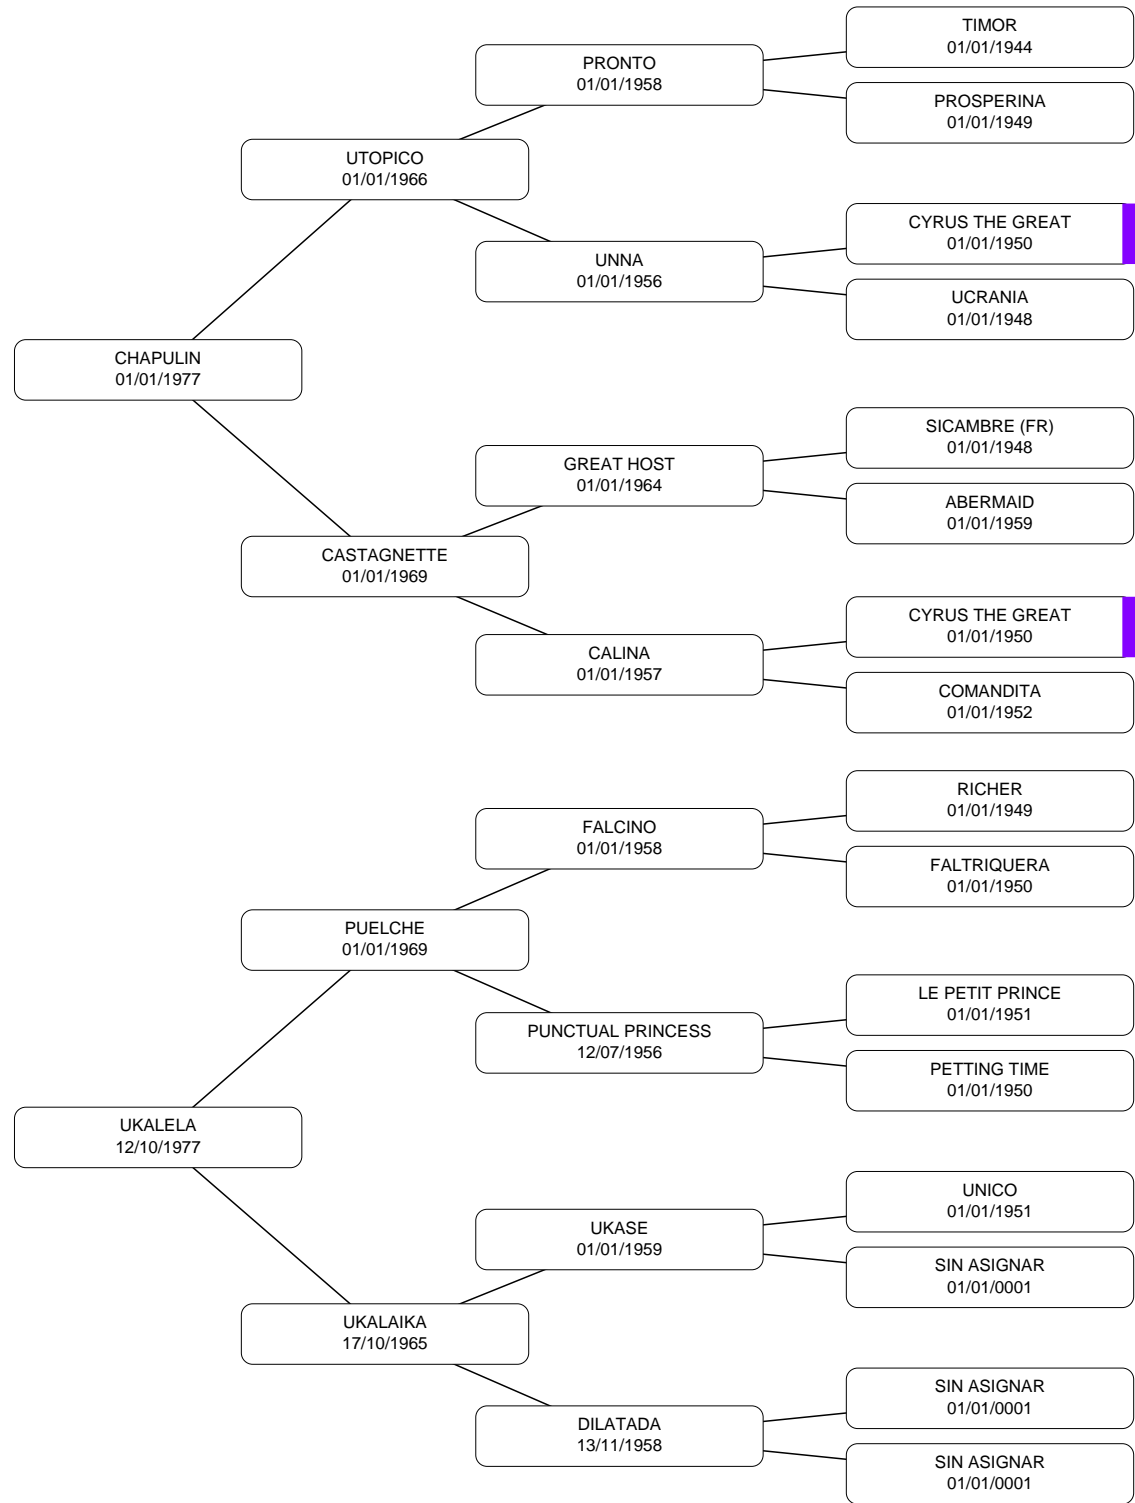 TIMOR
01/01/1944
PRONTO
01/01/1958
PROSPERINA
01/01/1949
UTOPICO
01/01/1966
CYRUS THE GREAT
01/01/1950
UNNA
01/01/1956
UCRANIA
01/01/1948
CHAPULIN
01/01/1977
SICAMBRE (FR)
01/01/1948
GREAT HOST
01/01/1964
ABERMAID
01/01/1959
CASTAGNETTE
01/01/1969
CYRUS THE GREAT
01/01/1950
CALINA
01/01/1957
COMANDITA
01/01/1952
RICHER
01/01/1949
FALCINO
01/01/1958
FALTRIQUERA
01/01/1950
PUELCHE
01/01/1969
LE PETIT PRINCE
01/01/1951
PUNCTUAL PRINCESS
12/07/1956
PETTING TIME
01/01/1950
UKALELA
12/10/1977
UNICO
01/01/1951
UKASE
01/01/1959
SIN ASIGNAR
01/01/0001
UKALAIKA
17/10/1965
SIN ASIGNAR
01/01/0001
DILATADA
13/11/1958
SIN ASIGNAR
01/01/0001